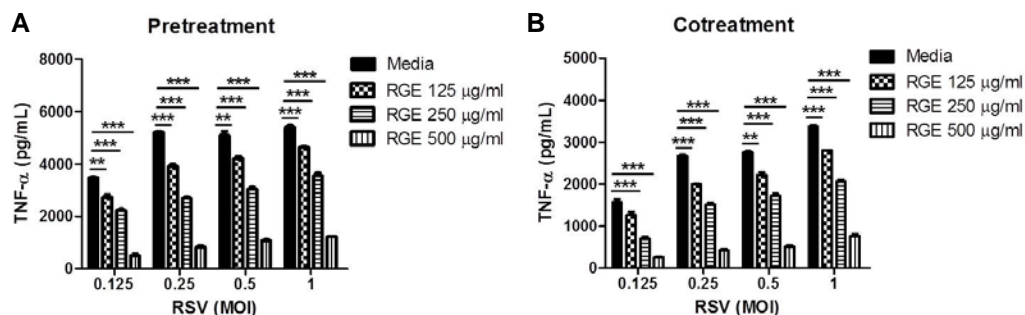 A
Pretreatment
TNF-α (pg/mL)
8000
6000
4000
2000
0
***
***
**
***
***
***
***
***
**
***
***
***
0.125
0.25
0.5
1
RSV (MOI)
Media
RGE 125 μg/ml
RGE 250 μg/ml
RGE 500 μg/ml
B
Cotreatment
TNF-α (pg/mL)
5000
4000
3000
2000
1000
0
***
***
***
***
***
***
***
**
***
***
***
0.125
0.25
0.5
1
RSV (MOI)
Media
RGE 125 μg/ml
RGE 250 μg/ml
RGE 500 μg/ml